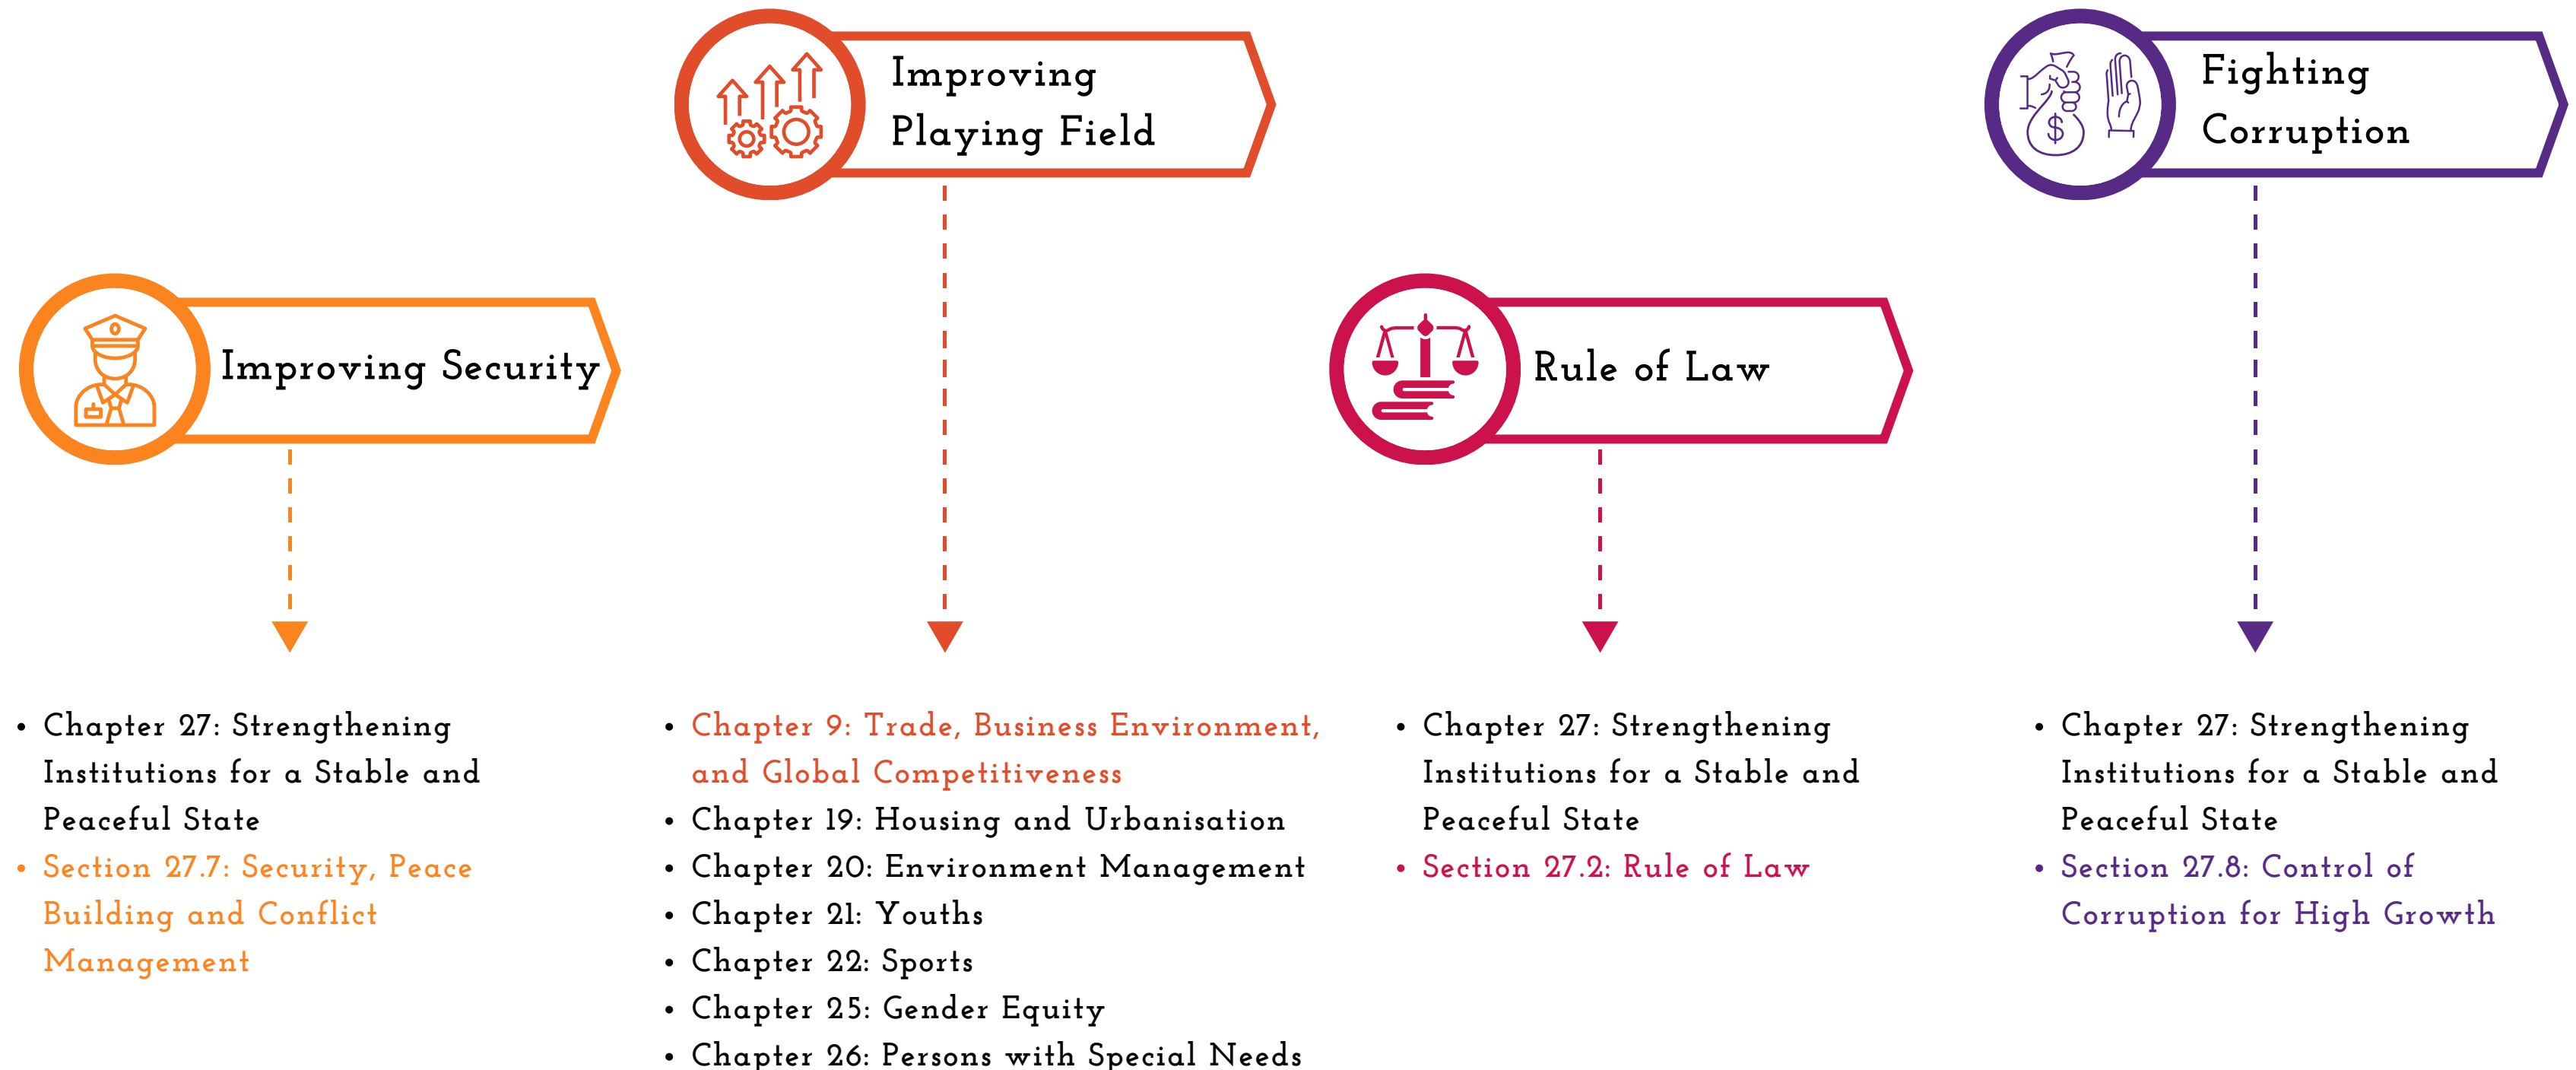 Improving
Playing Field
Fighting
Corruption
$
Improving Security
Rule of Law
• Chapter 27: Strengthening
Institutions for a Stable and
Peaceful State
• Section 27.7: Security, Peace
Building and Conflict
Management
• Chapter 9: Trade, Business Environment,
and Global Competitiveness
• Chapter 19: Housing and Urbanisation
• Chapter 20: Environment Management
• Chapter 21: Youths
• Chapter 22: Sports
• Chapter 25: Gender Equity
• Chapter 26: Persons with Special Needs
• Chapter 27: Strengthening
Institutions for a Stable and
Peaceful State
• Section 27.2: Rule of Law
• Chapter 27: Strengthening
Institutions for a Stable and
Peaceful State
• Section 27.8: Control of
Corruption for High Growth